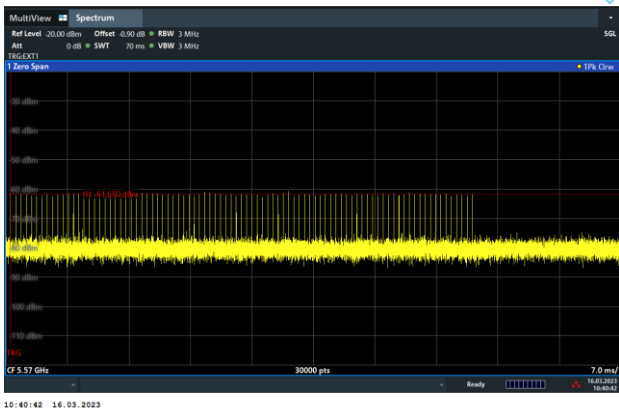 MultiView Spectrum
Ref Level -20.00 dBm Offset -0.90 dB RBW 3 MHz SGL
Att 0 dB SWT 70 ms VBW 3 MHz
TRG:EXT1
1 Zero Span 1Pk Clrw
-30 dBm
-40 dBm
-50 dBm
-60 dBm
H1 -61.650 dBm
-70 dBm
-80 dBm
-90 dBm
-100 dBm
-110 dBm
TRG
CF 5.57 GHz 30000 pts 7.0 ms/
Ready 16.03.2023
10:40:42
10:40:42 16.03.2023